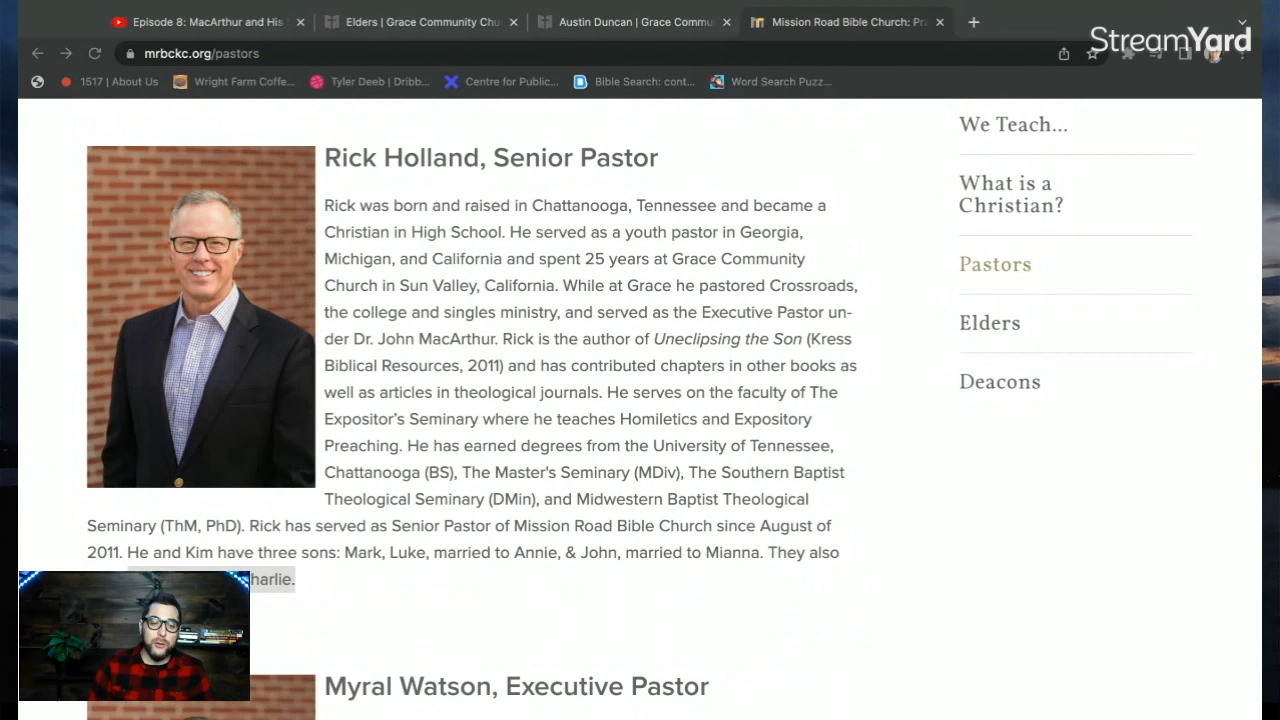 Episode 8: MacArthur and His
Elders | Grace Community Chu
Austin Duncan | Grace Commu
Mission Road Bible Church: Pra
StreamYard
mrbckc.org/pastors
1517 | About Us
Wright Farm Coffe...
Tyler Deeb | Dribb...
Centre for Public...
Bible Search: cont...
Word Search Puzz...
We Teach...
What is a
Christian?
Pastors
Elders
Deacons
Rick Holland, Senior Pastor
Rick was born and raised in Chattanooga, Tennessee and became a
Christian in High School. He served as a youth pastor in Georgia,
Michigan, and California and spent 25 years at Grace Community
Church in Sun Valley, California. While at Grace he pastored Crossroads,
the college and singles ministry, and served as the Executive Pastor un-
der Dr. John MacArthur. Rick is the author of Uneclipsing the Son (Kress
Biblical Resources, 2011) and has contributed chapters in other books as
well as articles in theological journals. He serves on the faculty of The
Expositor's Seminary where he teaches Homiletics and Expository
Preaching. He has earned degrees from the University of Tennessee,
Chattanooga (BS), The Master's Seminary (MDiv), The Southern Baptist
Theological Seminary (DMin), and Midwestern Baptist Theological
Seminary (ThM, PhD). Rick has served as Senior Pastor of Mission Road Bible Church since August of
2011. He and Kim have three sons: Mark, Luke, married to Annie, & John, married to Mianna. They also
harlie.
Myral Watson, Executive Pastor